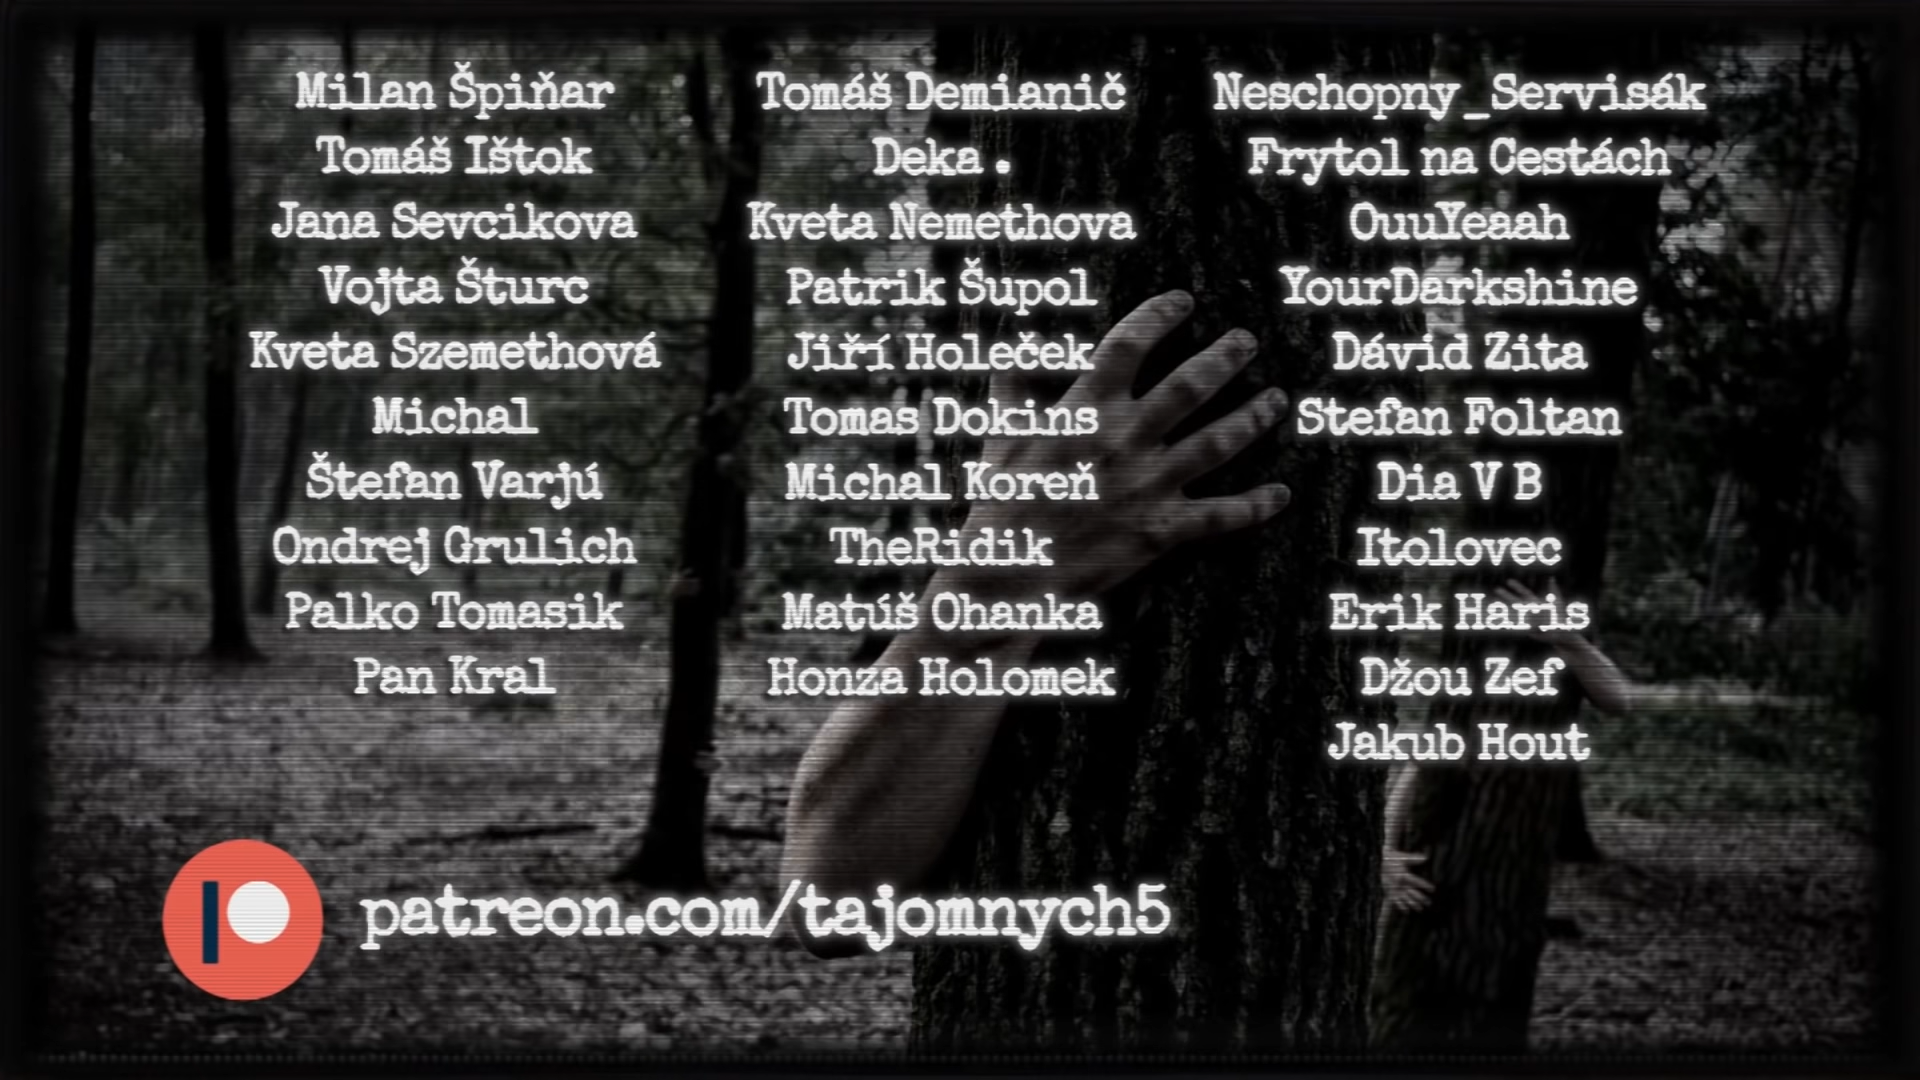 Milan Špiňar
Tomáš Ištok
Jana Sevcikova
Vojta Šturc
Kveta Szemethová
Michal
Štefan Varjú
Ondrej Grulich
Palko Tomasik
Pan Kral
Tomáš Demianič
Deka .
Kveta Nemethova
Patrik Šupol
Jiří Holeček
Tomas Dokins
Michal Koreň
TheRidik
Matúš Ohanka
Honza Holomek
Neschopny_Servisák
Frytol na Cestách
OuuYeaah
YourDarkshine
Dávid Zita
Stefan Foltan
Dia V B
Itolovec
Erik Haris
Džou Zef
Jakub Hout
patreon.com/tajomnych5